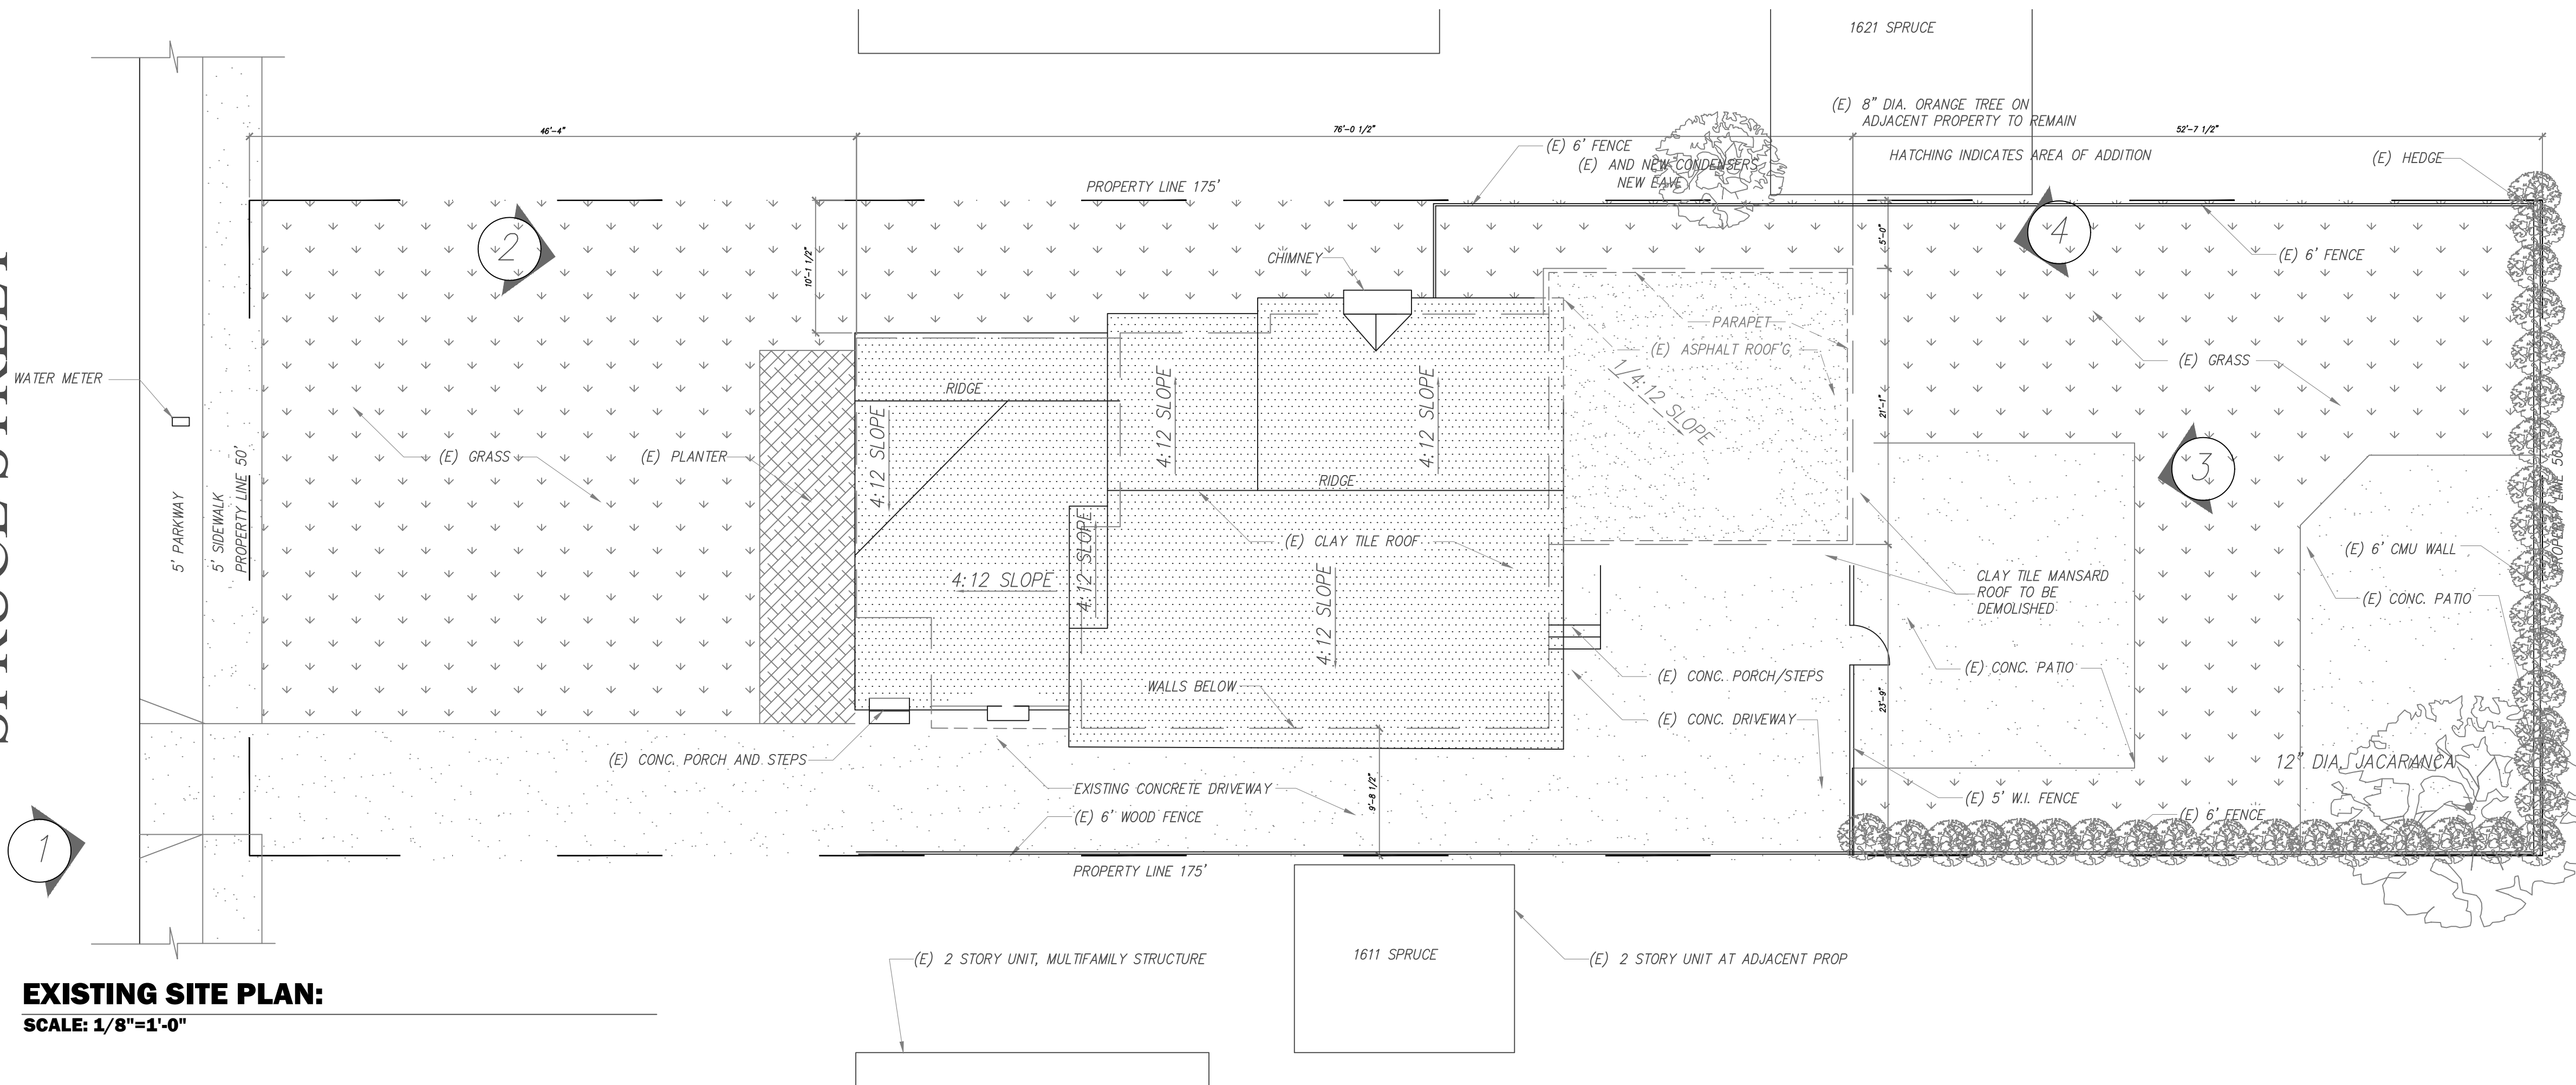 1621 SPRUCE
(E) 8" DIA. ORANGE TREE ON
ADJACENT PROPERTY TO REMAIN
46'-4"
76'-0 1/2"
52'-7 1/2"
(E) 6' FENCE
(E) AND NEW CONDENSERS
NEW EAVE
HATCHING INDICATES AREA OF ADDITION
(E) HEDGE
PROPERTY LINE 175'
2
4
10'-1 1/2"
5'-0"
CHIMNEY
(E) 6' FENCE
PARAPET
(E) ASPHALT ROOF'G
1/4:12 SLOPE
(E) GRASS
WATER METER
RIDGE
4:12 SLOPE
4:12 SLOPE
4:12 SLOPE
21'-1"
(E) GRASS
(E) PLANTER
3
PROPERTY LINE 50'
RIDGE
5' PARKWAY
5' SIDEWALK
PROPERTY LINE 50'
4:12 SLOPE
(E) CLAY TILE ROOF
(E) 6' CMU WALL
4:12 SLOPE
4:12 SLOPE
CLAY TILE MANSARD
ROOF TO BE
DEMOLISHED
(E) CONC. PATIO
(E) CONC. PATIO
(E) CONC. PORCH/STEPS
WALLS BELOW
23'-9"
(E) CONC. DRIVEWAY
(E) CONC. PORCH AND STEPS
12" DIA. JACARANCA
EXISTING CONCRETE DRIVEWAY
9'-8 1/2"
(E) 5' W.I. FENCE
(E) 6' WOOD FENCE
(E) 6' FENCE
1
PROPERTY LINE 175'
(E) 2 STORY UNIT, MULTIFAMILY STRUCTURE
1611 SPRUCE
(E) 2 STORY UNIT AT ADJACENT PROP
EXISTING SITE PLAN:
SCALE: 1/8"=1'-0"